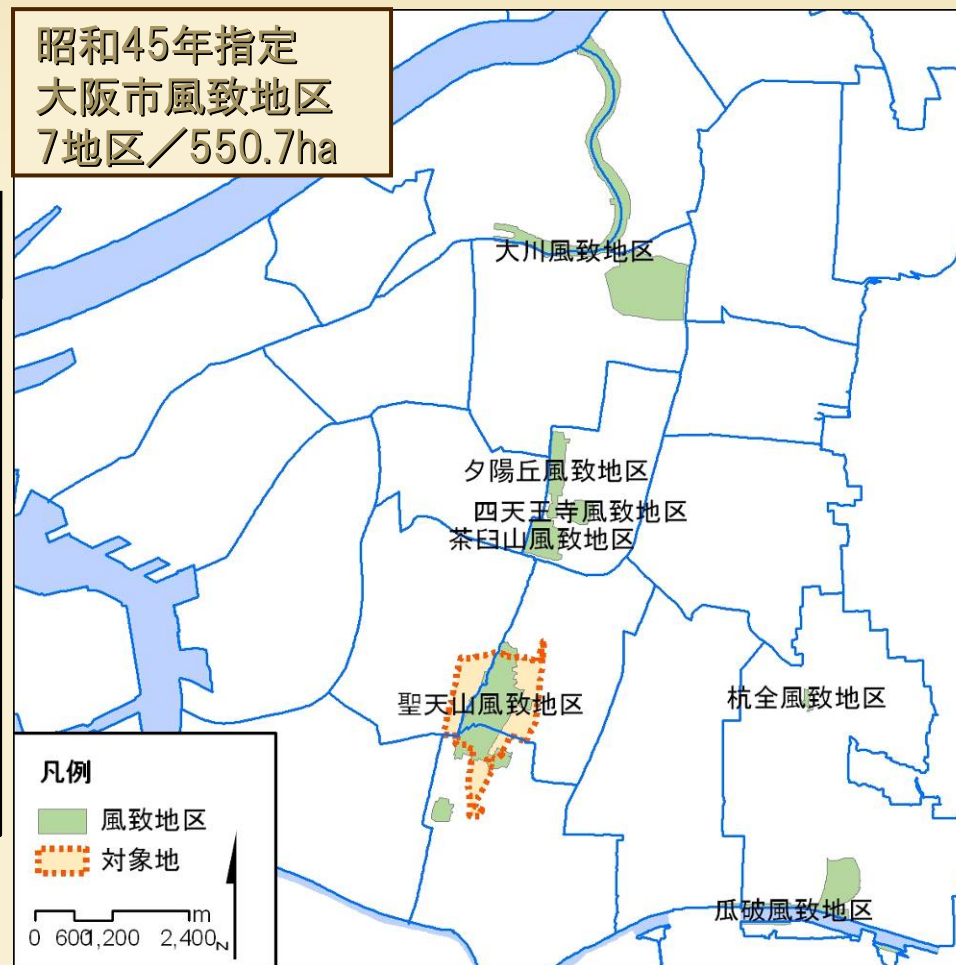 昭和45年指定
大阪市風致地区
7地区／550.7ha
大川風致地区
夕陽丘風致地区
四天王寺風致地区
茶臼山風致地区
聖天山風致地区
杭全風致地区
瓜破風致地区
凡例
風致地区
対象地
m
0 600 1,200 2,400
N